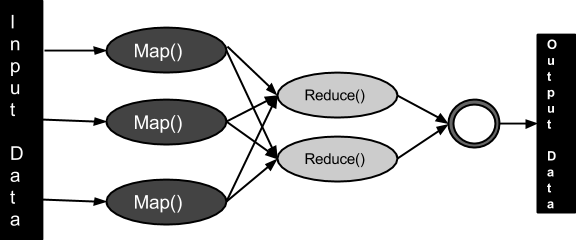 Input Data
Map()
Map()
Map()
Reduce()
Reduce()
Output Data